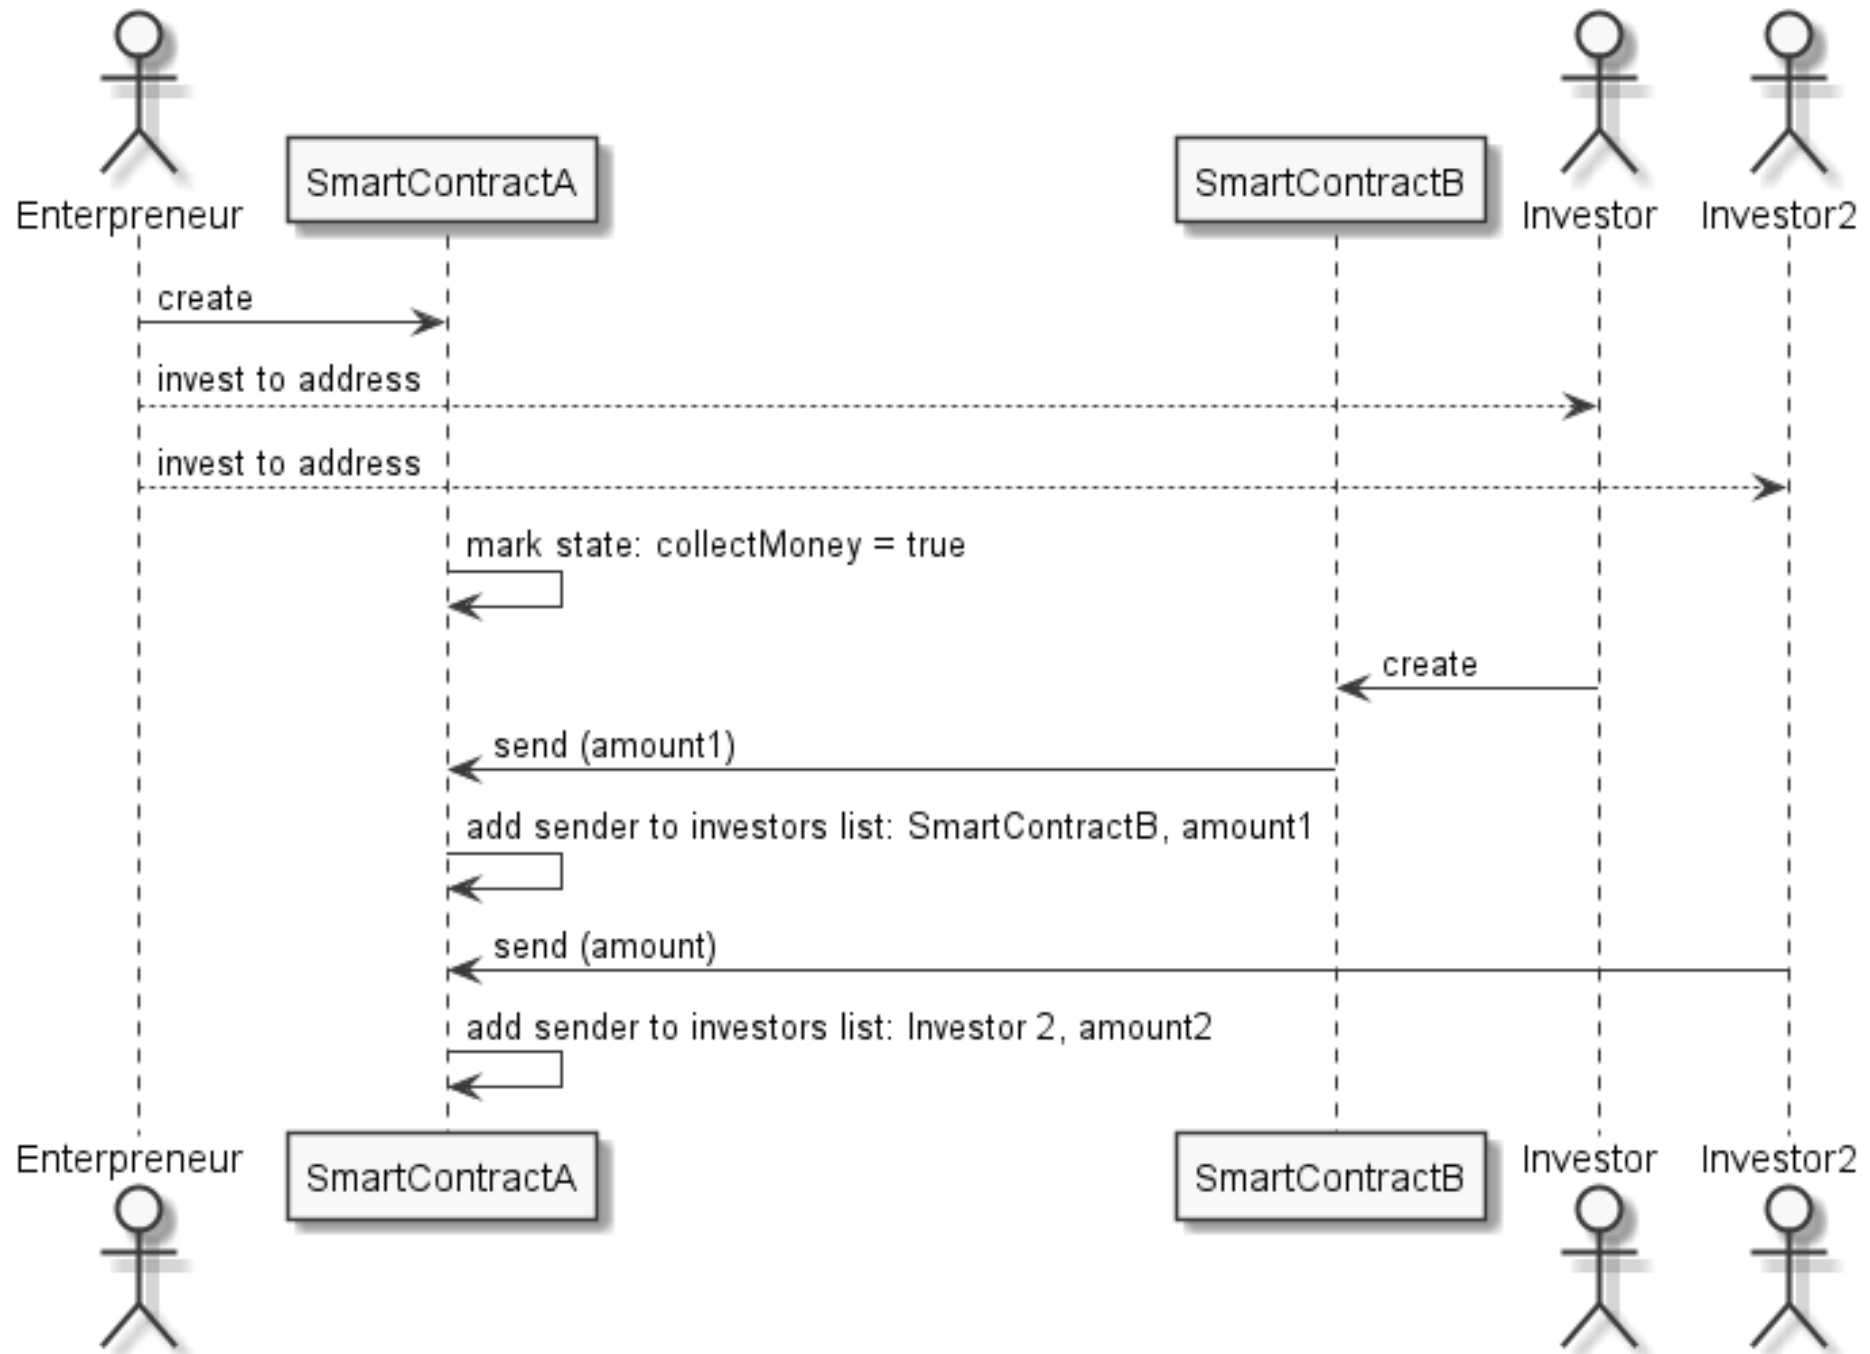 Enterpreneur
SmartContractA
SmartContractB
Investor
Investor2
create
invest to address
invest to address
mark state: collectMoney = true
create
send (amount1)
add sender to investors list: SmartContractB, amount1
send (amount)
add sender to investors list: Investor 2, amount2
Enterpreneur
SmartContractA
SmartContractB
Investor
Investor2